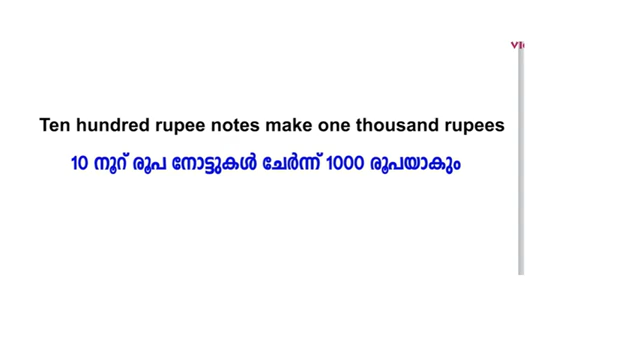 Ten hundred rupee notes make one thousand rupees
10 നൂറ് രൂപ നോട്ടുകൾ ചേർന്ന് 1000 രൂപയാകും